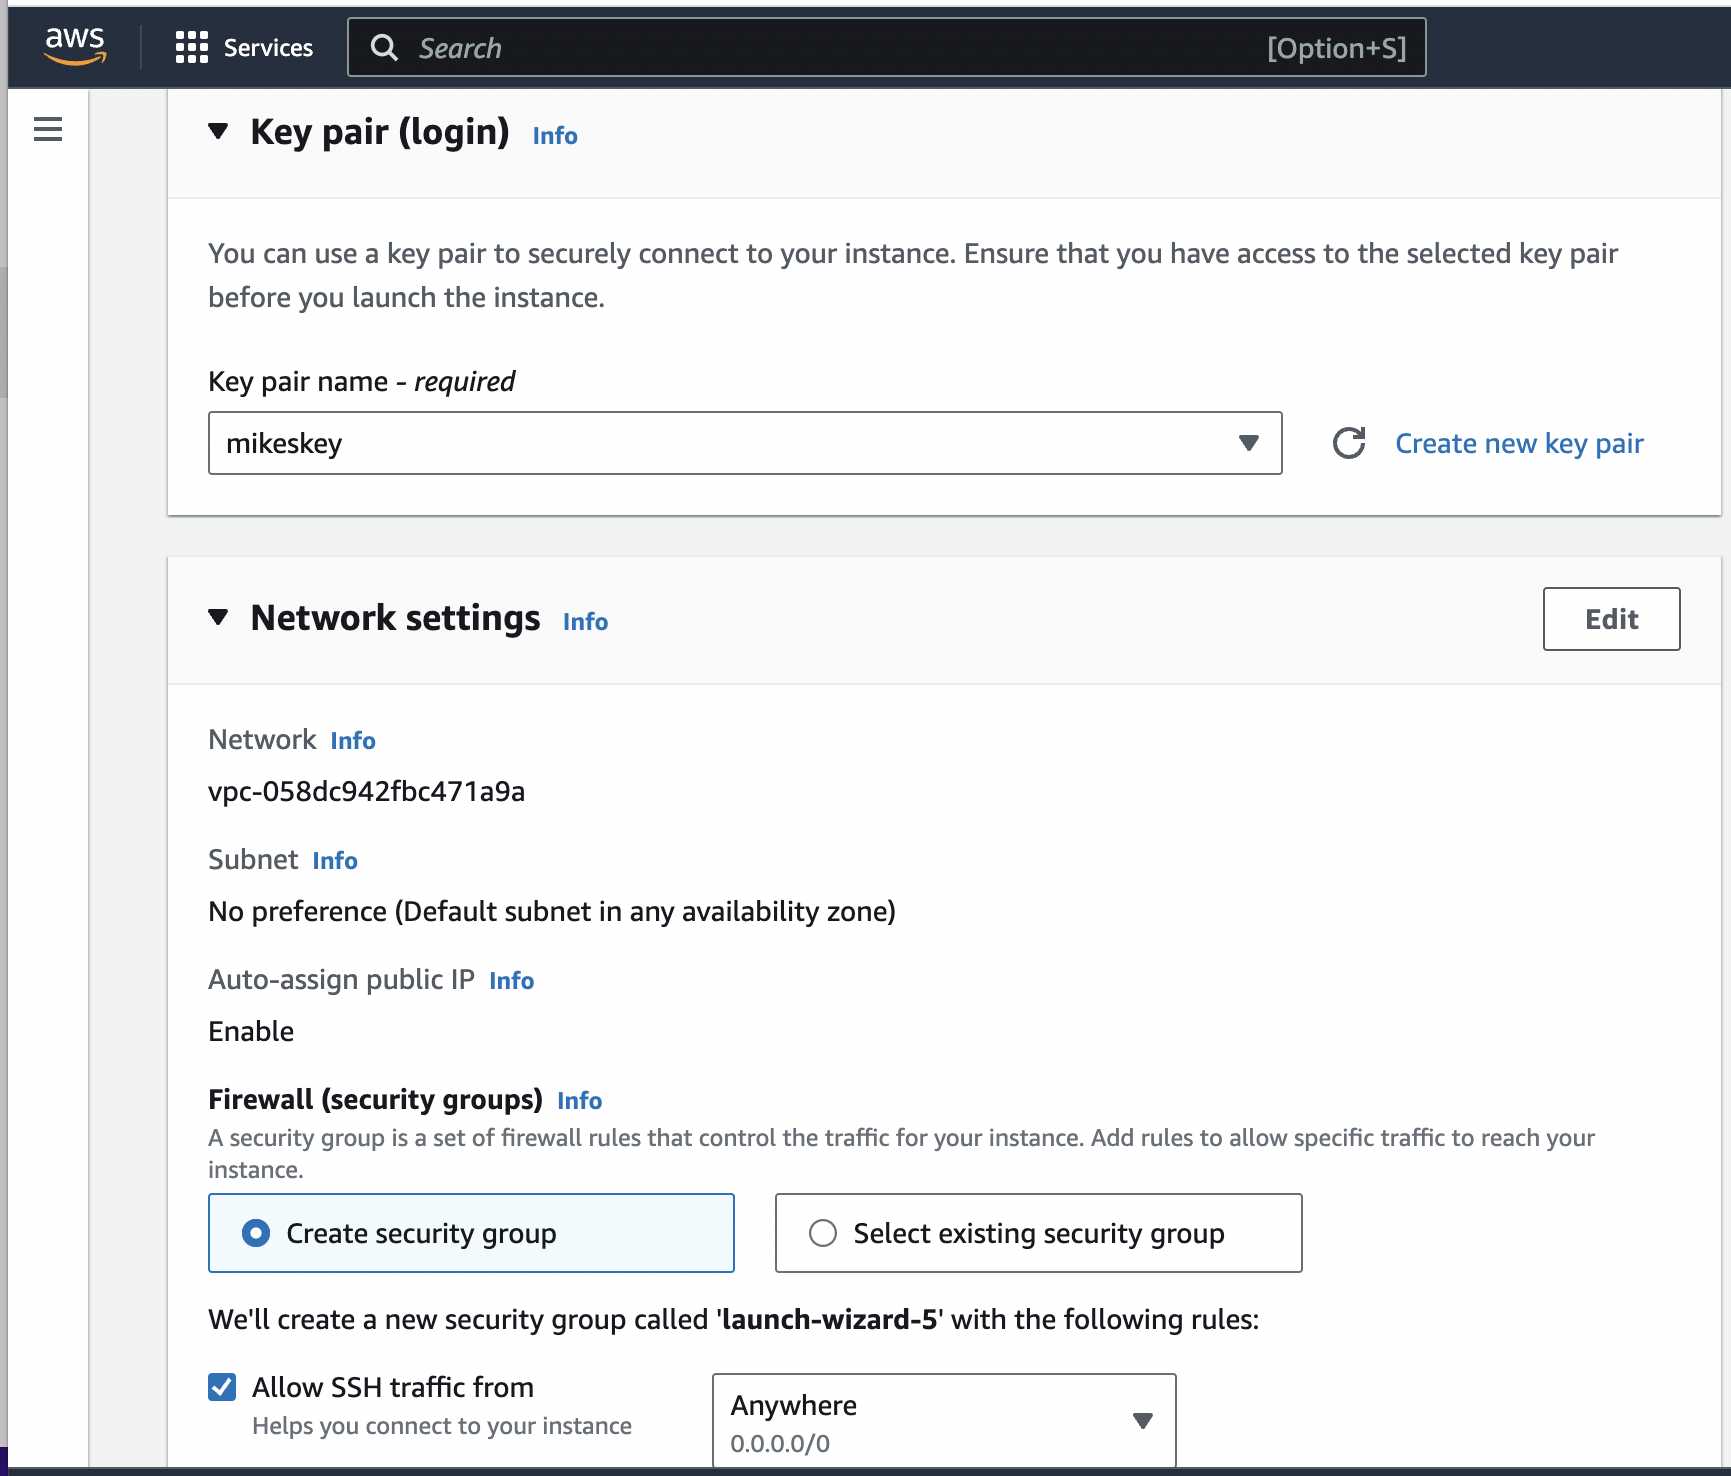 aws
Services
Search
[Option+S]
Key pair (login) Info
You can use a key pair to securely connect to your instance. Ensure that you have access to the selected key pair
before you launch the instance.
Key pair name - required
mikeskey
Create new key pair
Network settings Info
Edit
Network Info
vpc-058dc942fbc471a9a
Subnet Info
No preference (Default subnet in any availability zone)
Auto-assign public IP Info
Enable
Firewall (security groups) Info
A security group is a set of firewall rules that control the traffic for your instance. Add rules to allow specific traffic to reach your
instance.
Create security group
Select existing security group
We'll create a new security group called 'launch-wizard-5' with the following rules:
Allow SSH traffic from
Helps you connect to your instance
Anywhere
0.0.0.0/0